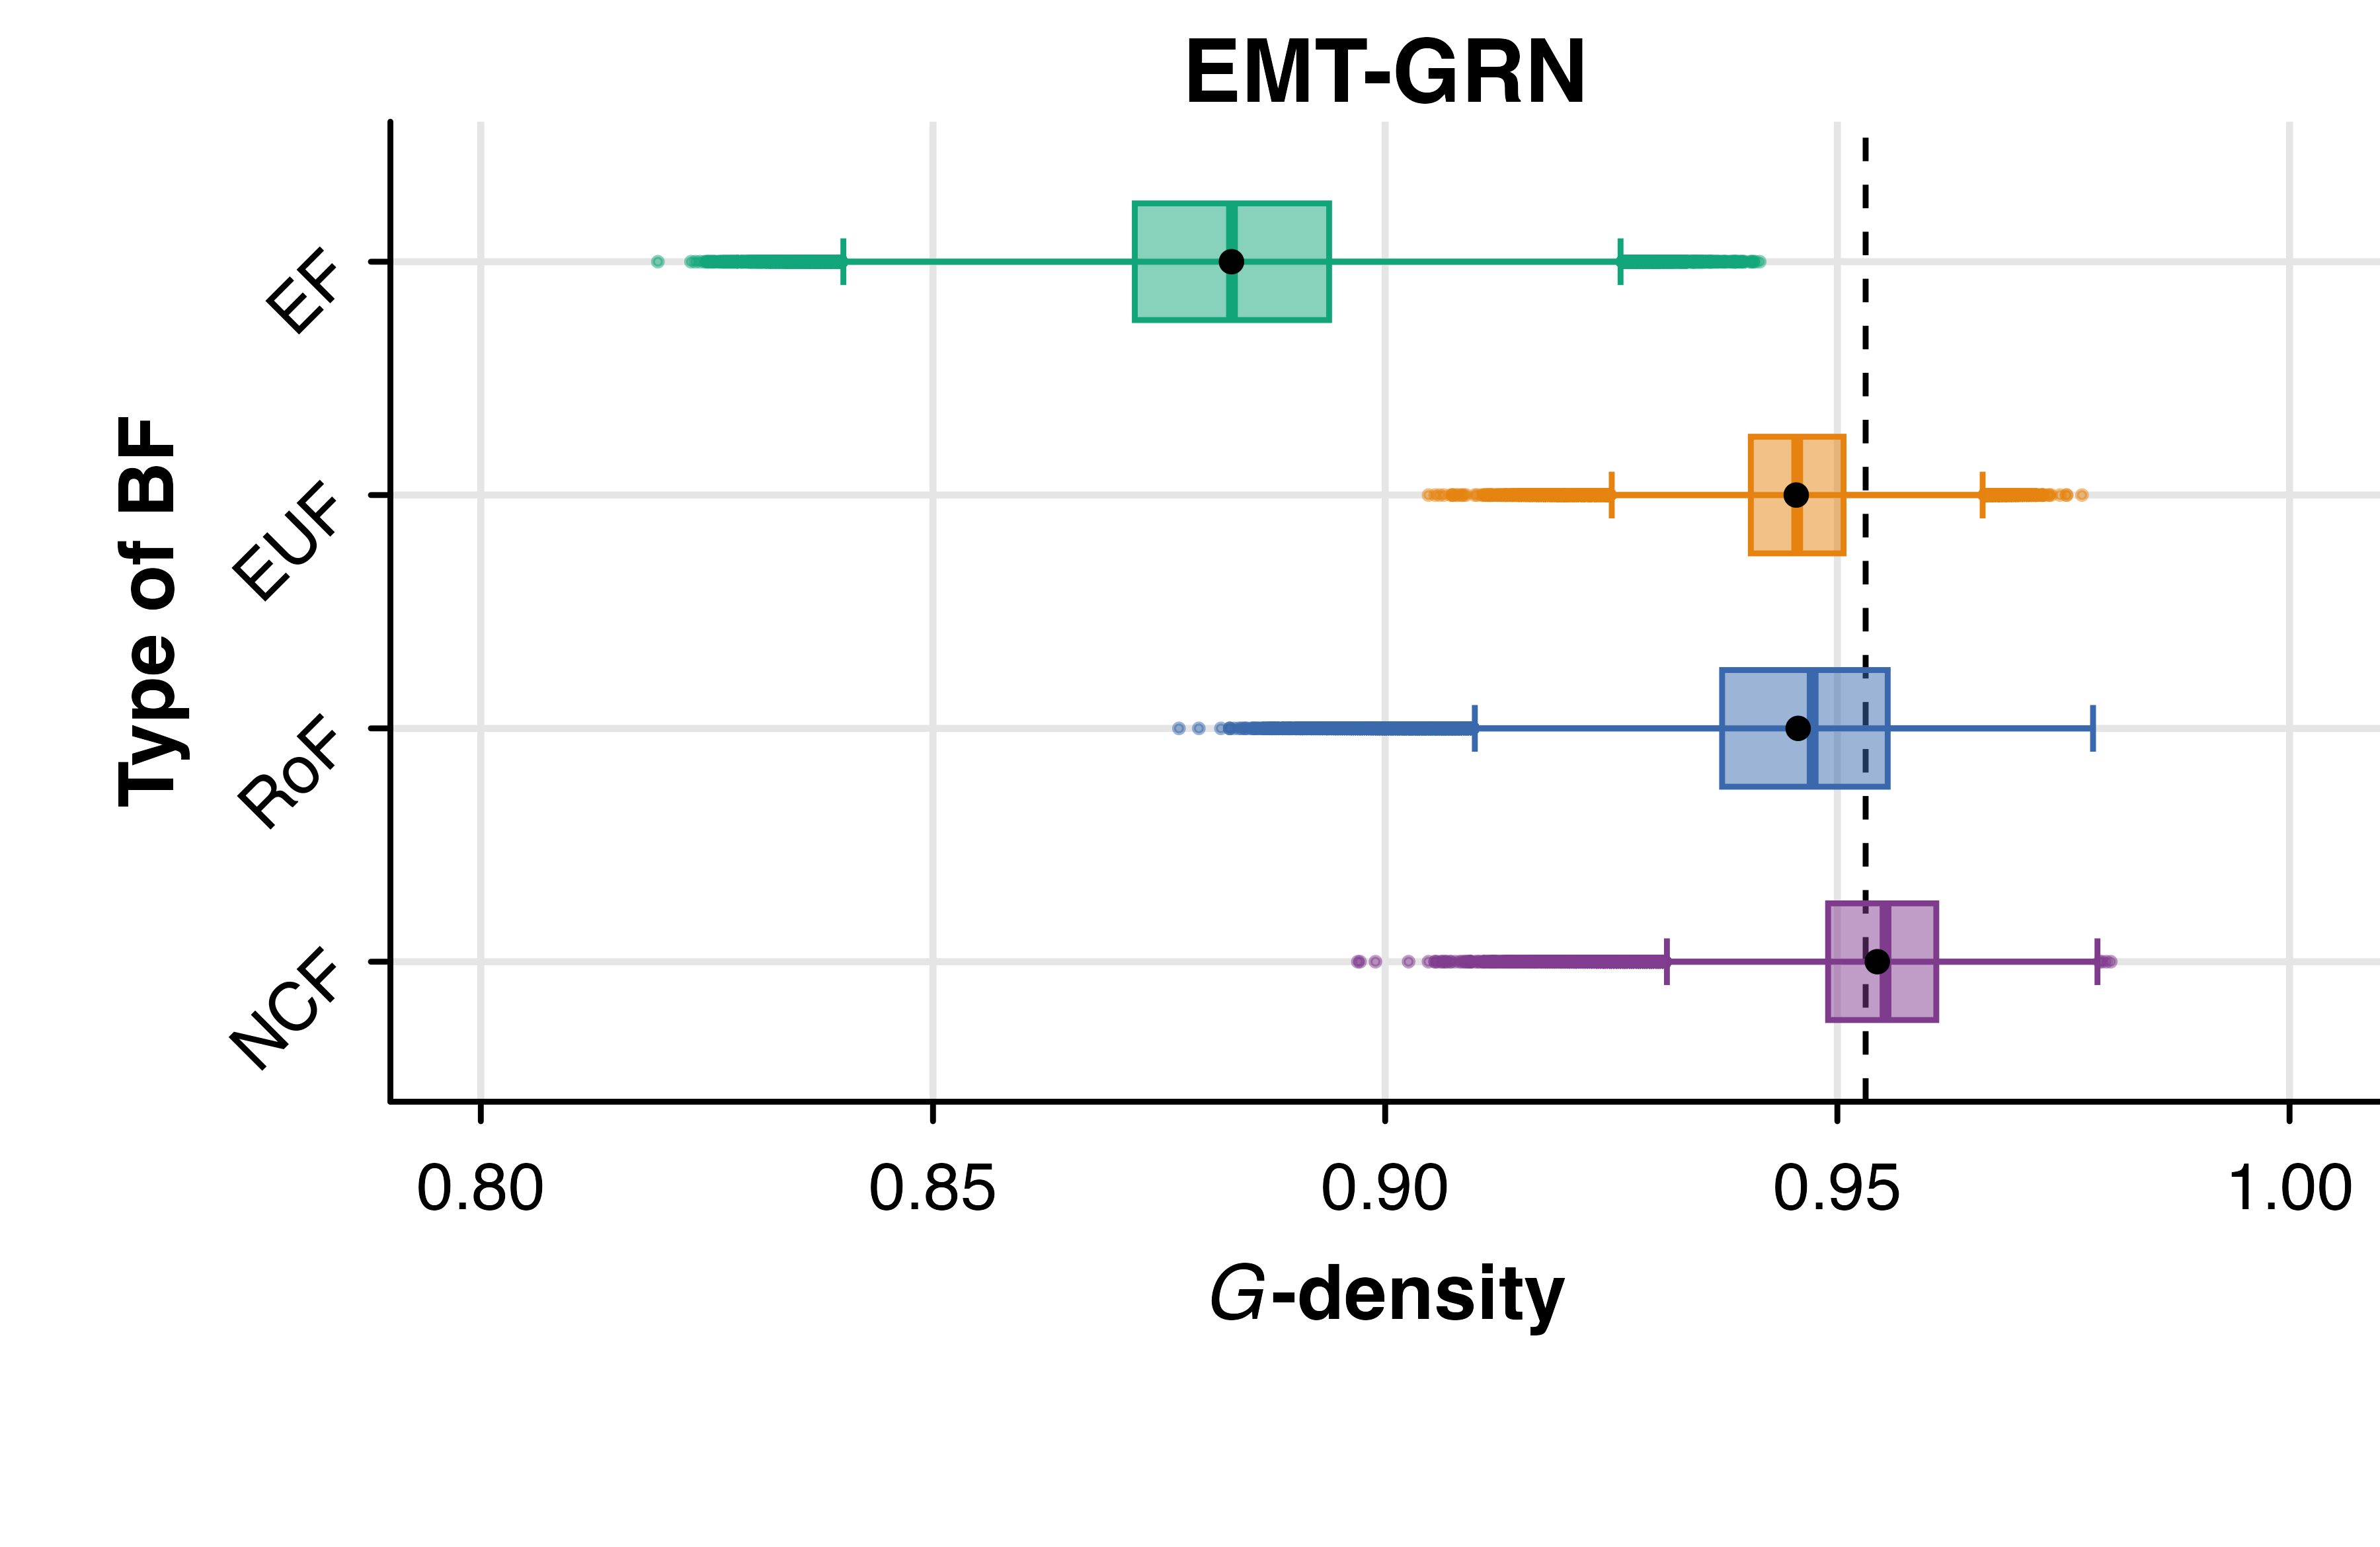 EMT-GRN
Type of BF
EF
EUF
RoF
NCF
0.80 0.85 0.90 0.95 1.00
G-density